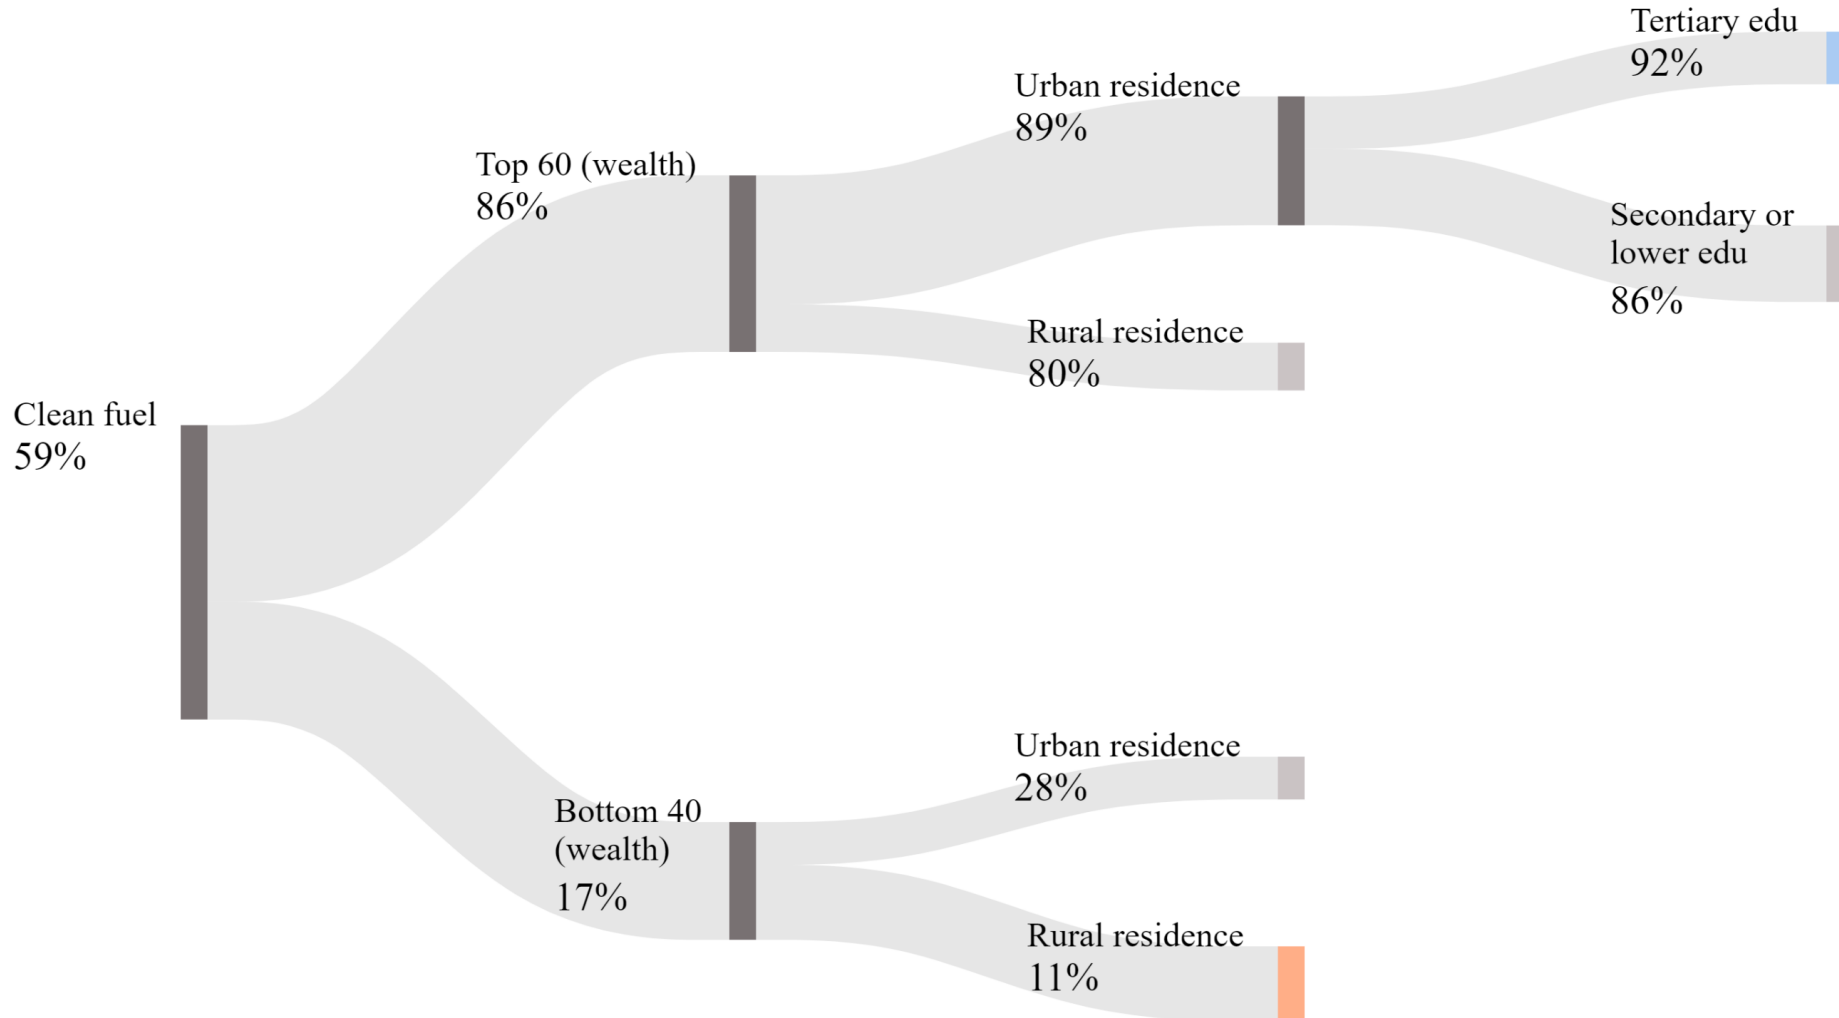 Tertiary edu
92%
Urban residence
89%
Top 60 (wealth)
86%
Secondary or
lower edu
86%
Rural residence
80%
Clean fuel
59%
Urban residence
28%
Bottom 40
(wealth)
17%
Rural residence
11%